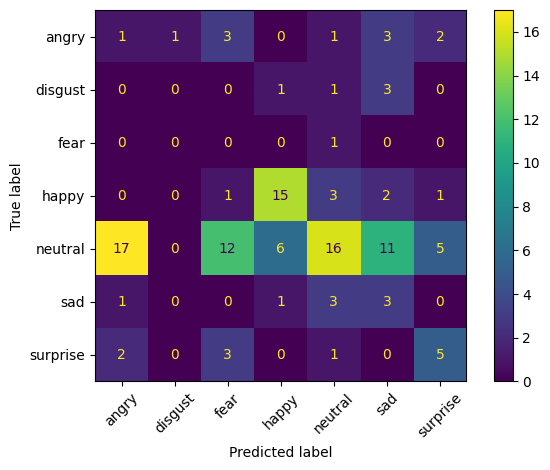 angry 1 1 3 0 1 3 2
disgust 0 0 0 1 1 3 0
fear 0 0 0 0 1 0 0
happy 0 0 1 15 3 2 1
neutral 17 0 12 6 16 11 5
sad 1 0 0 1 3 3 0
surprise 2 0 3 0 1 0 5
angry disgust fear happy neutral sad surprise
Predicted label
True label
16
14
12
10
8
6
4
2
0